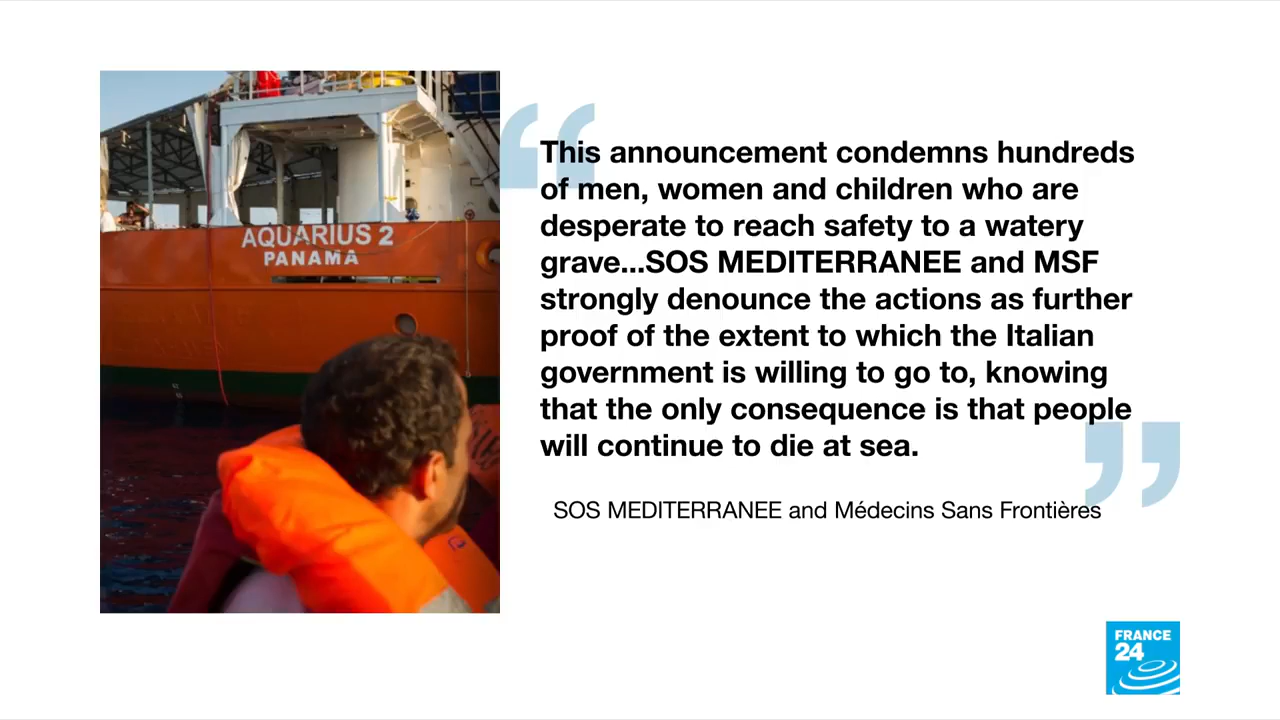 AQUARIUS 2
PANAMA
This announcement condemns hundreds
of men, women and children who are
desperate to reach safety to a watery
grave...SOS MEDITERRANEE and MSF
strongly denounce the actions as further
proof of the extent to which the Italian
government is willing to go to, knowing
that the only consequence is that people
will continue to die at sea.
SOS MEDITERRANEE and Médecins Sans Frontières
FRANCE
24